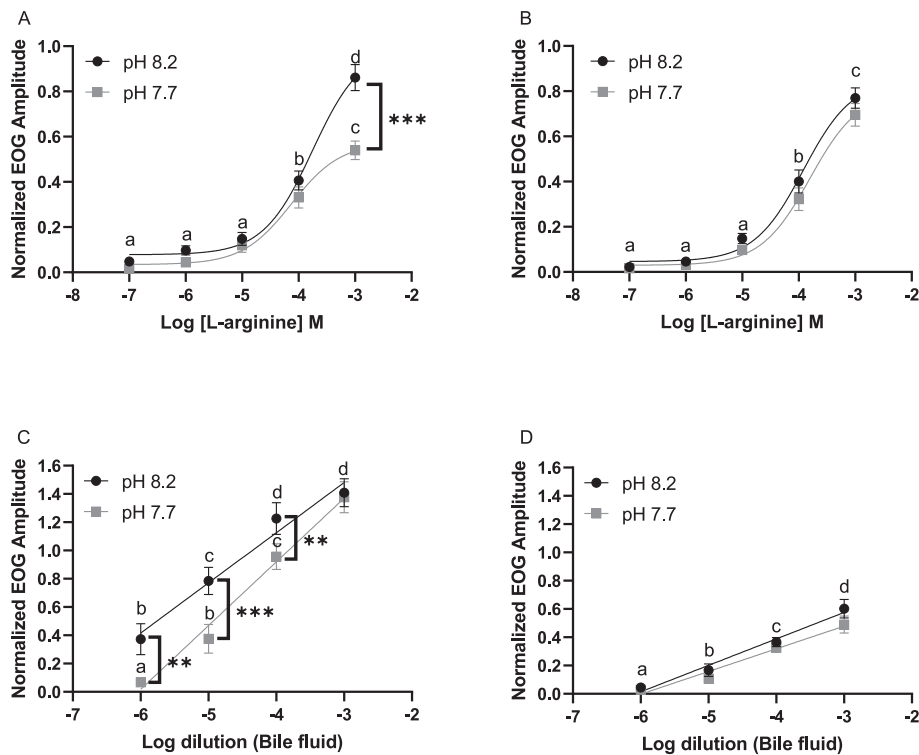 A
B
pH 8.2
pH 7.7
Normalized EOG Amplitude
1.0
0.8
0.6
0.4
0.2
0.0
a
a
a
b
c
d
***
-8
-7
-6
-5
-4
-3
-2
Log [L-arginine] M
pH 8.2
pH 7.7
Normalized EOG Amplitude
1.0
0.8
0.6
0.4
0.2
0.0
a
a
a
b
c
-8
-7
-6
-5
-4
-3
-2
Log [L-arginine] M
C
D
pH 8.2
pH 7.7
Normalized EOG Amplitude
1.6
1.4
1.2
1.0
0.8
0.6
0.4
0.2
0.0
b
a
**
c
b
***
d
c
**
d
-7
-6
-5
-4
-3
-2
Log dilution (Bile fluid)
pH 8.2
pH 7.7
Normalized EOG Amplitude
1.6
1.4
1.2
1.0
0.8
0.6
0.4
0.2
0.0
a
b
c
d
-7
-6
-5
-4
-3
-2
Log dilution (Bile fluid)